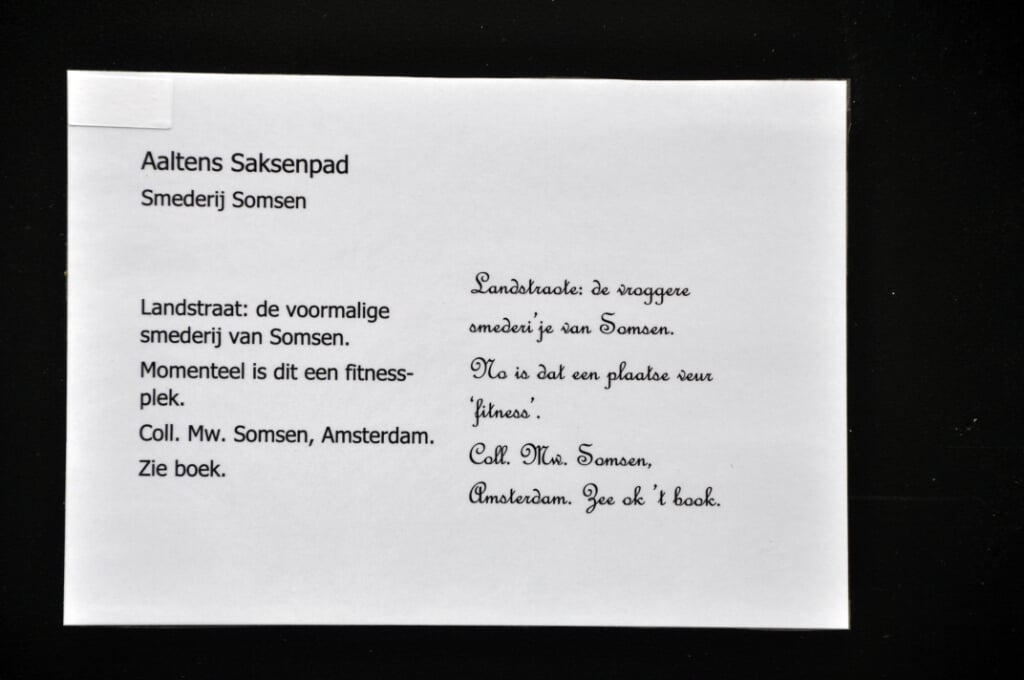 Aaltens Saksenpad
Smederij Somsen
Landstraat: de voormalige
smederij van Somsen.
Momenteel is dit een fitness-
plek.
Coll. Mw. Somsen, Amsterdam.
Zie boek.
Landstraote: de vroggere
smederi'je van Somsen.
No is dat een plaatse veur
'fitness'.
Coll. Mw. Somsen,
Amsterdam. Zee ok 't book.